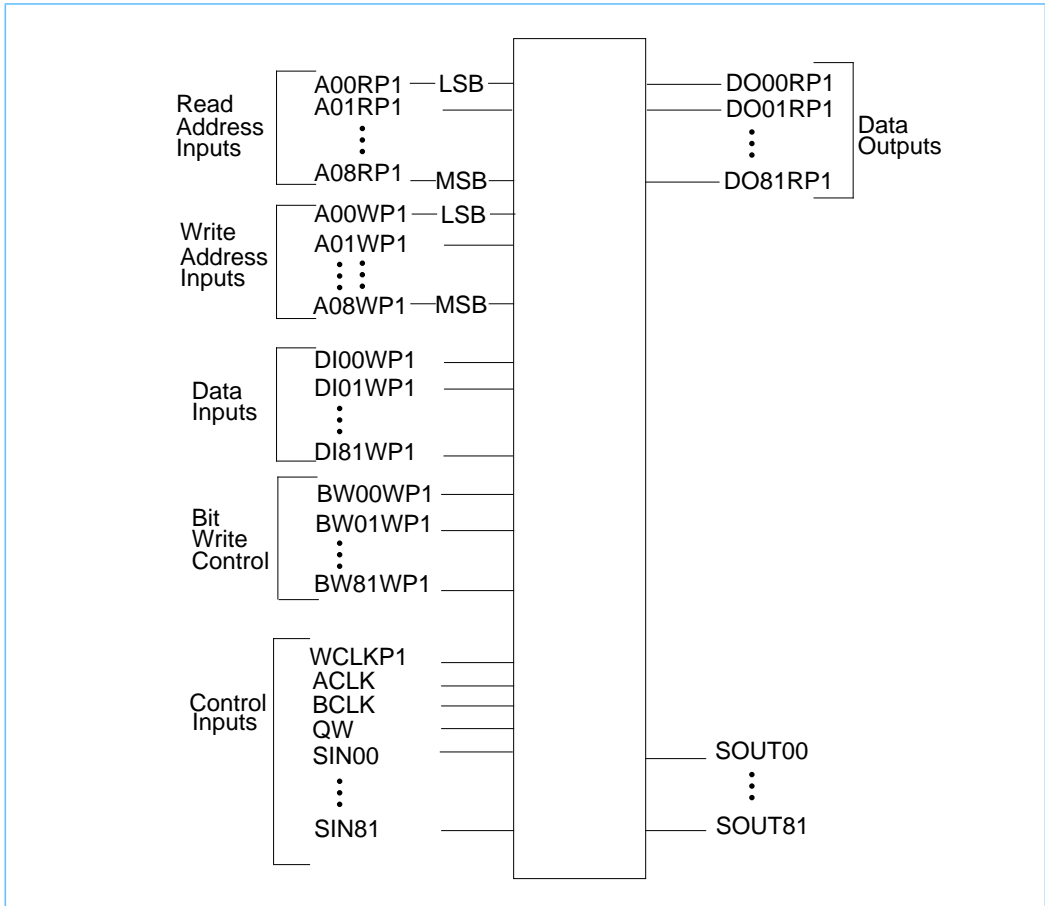 Read
Address
Inputs
A00RP1 LSB
A01RP1
A08RP1 MSB
Write
Address
Inputs
A00WP1 LSB
A01WP1
A08WP1 MSB
Data
Inputs
DI00WP1
DI01WP1
DI81WP1
Bit
Write
Control
BW00WP1
BW01WP1
BW81WP1
Control
Inputs
WCLKP1
ACLK
BCLK
QW
SIN00
SIN81
DO00RP1
DO01RP1
DO81RP1
Data
Outputs
SOUT00
SOUT81